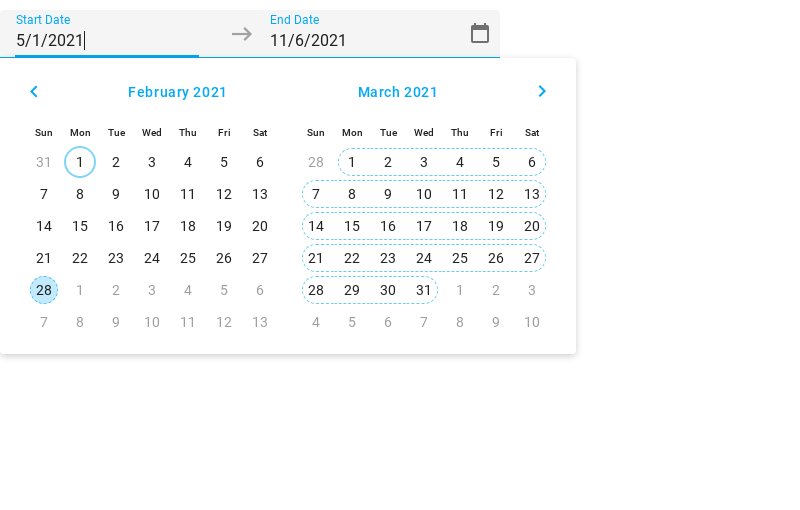 Start Date End Date
5/1/2021 11/6/2021
February 2021 March 2021
Sun Mon Tue Wed Thu Fri Sat Sun Mon Tue Wed Thu Fri Sat
31 1 2 3 4 5 6 28 1 2 3 4 5 6
7 8 9 10 11 12 13 7 8 9 10 11 12 13
14 15 16 17 18 19 20 14 15 16 17 18 19 20
21 22 23 24 25 26 27 21 22 23 24 25 26 27
28 1 2 3 4 5 6 28 29 30 31 1 2 3
7 8 9 10 11 12 13 4 5 6 7 8 9 10